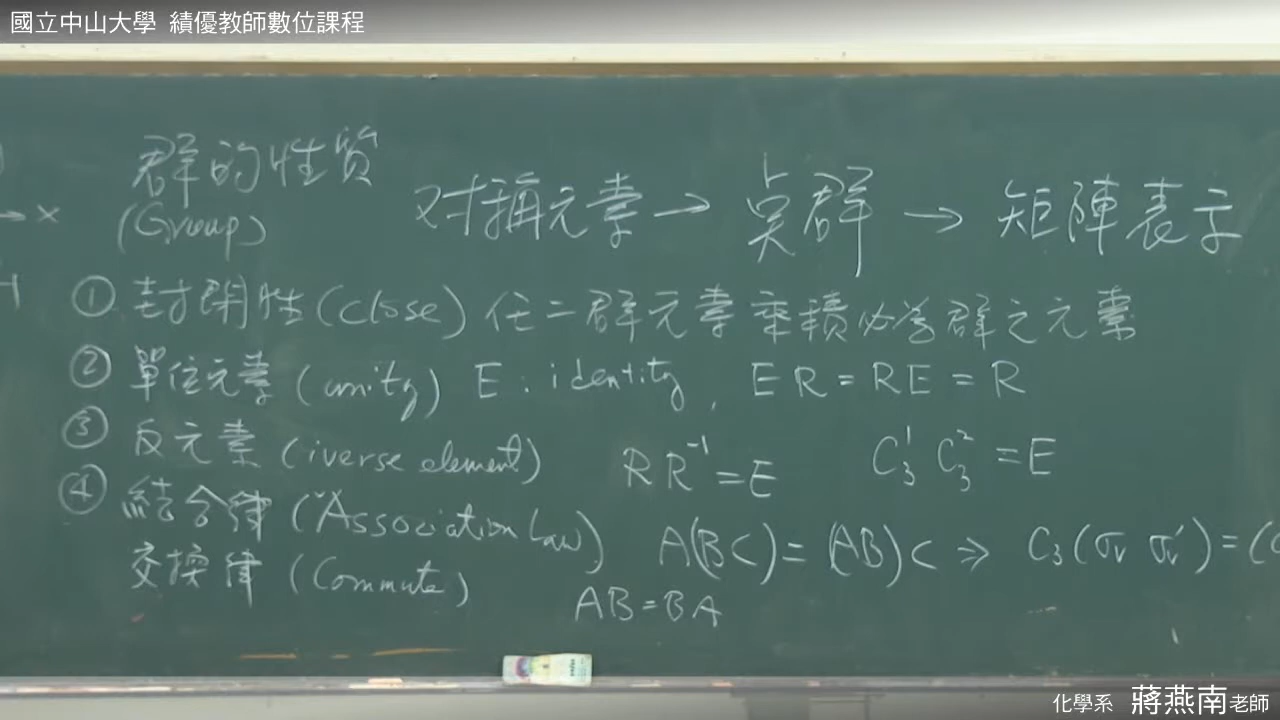 國立中山大學 績優教師數位課程
群的性質
(Group)
对稱元素 → 点群 → 矩陣表示
→ x
① 封閉性 (close) 任二群元素乘積必為群之元素
② 單位元素 (unity) E : identity, ER = RE = R
③ 反元素 (iverse element) RR⁻¹ = E C₃¹ C₃² = E
④ 結合律 (Association Law) A(BC) = (AB)C ⇒ C₃(σᵥ σᵥ′) = (C
交換律 (Commute) AB = BA
化學系 蔣燕南老師